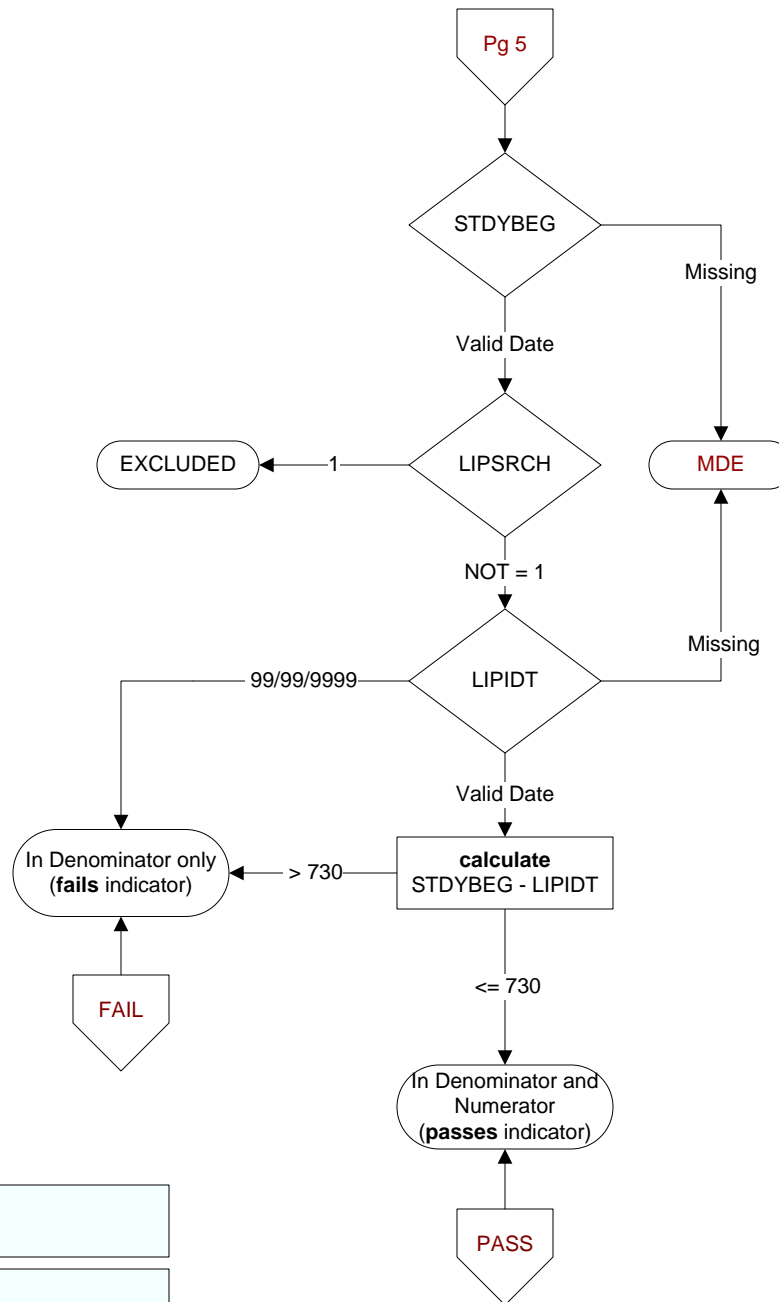 Pg 5
STDYBEG
Missing
Valid Date
EXCLUDED
1
LIPSRCH
MDE
NOT = 1
Missing
99/99/9999
LIPIDT
Valid Date
In Denominator only
(fails indicator)
> 730
calculate
STDYBEG - LIPIDT
<= 730
FAIL
In Denominator and
Numerator
(passes indicator)
PASS